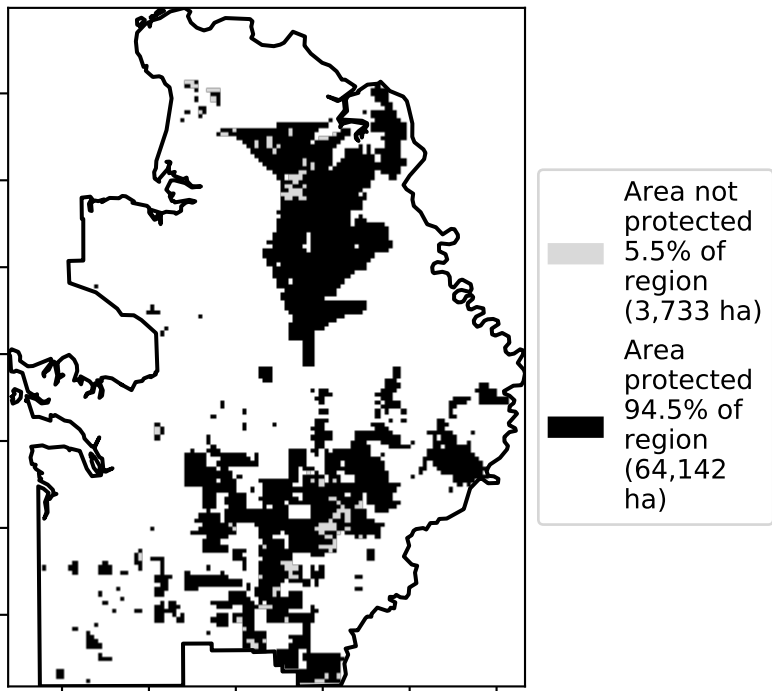 Area not
protected
5.5% of
region
(3,733 ha)
Area
protected
94.5% of
region
(64,142
ha)